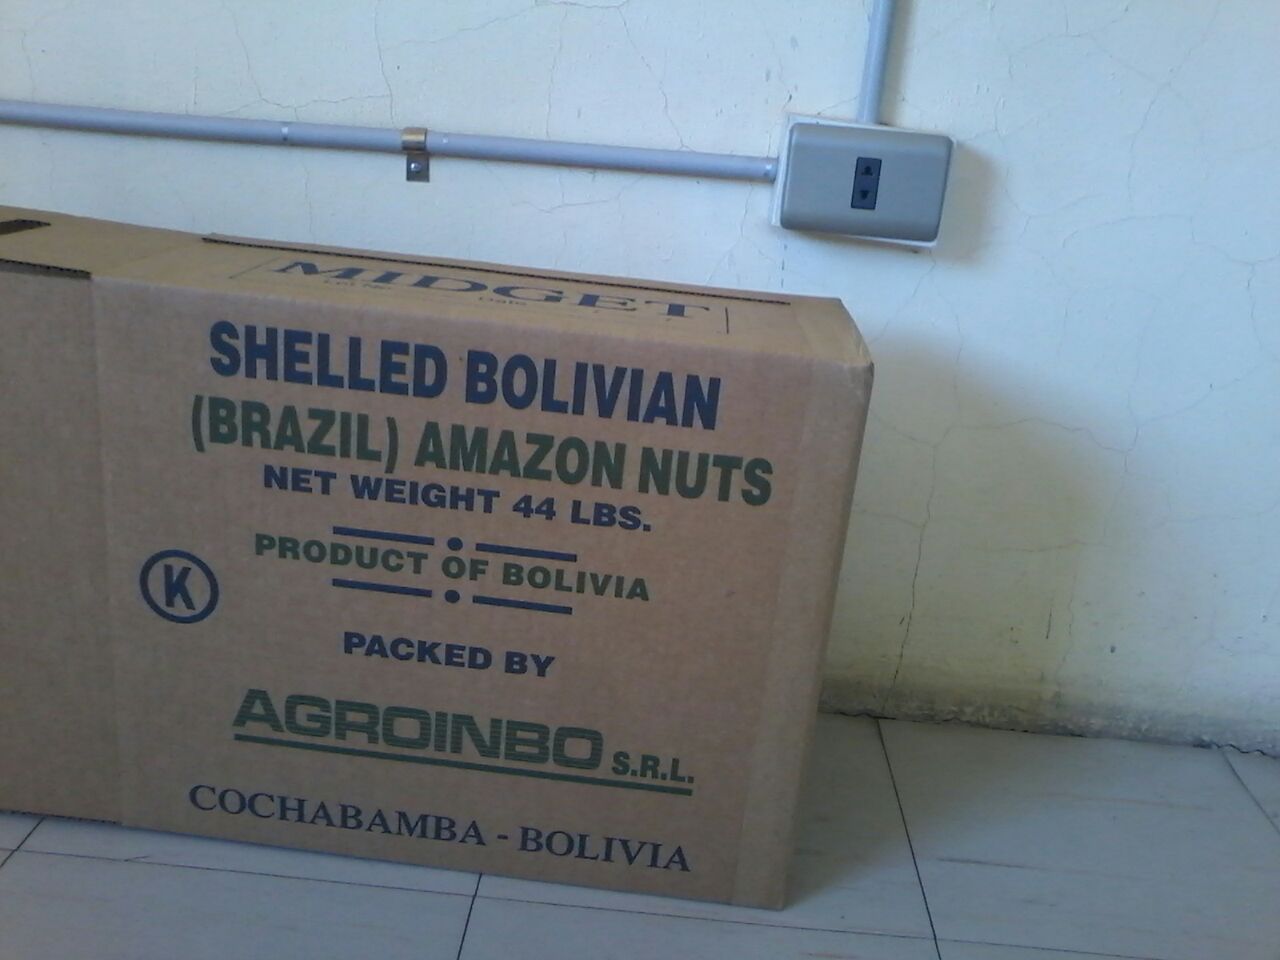 MIDGET
SHELLED BOLIVIAN
(BRAZIL) AMAZON NUTS
NET WEIGHT 44 LBS.
PRODUCT OF BOLIVIA
K
PACKED BY
AGROINBO S.R.L.
COCHABAMBA - BOLIVIA